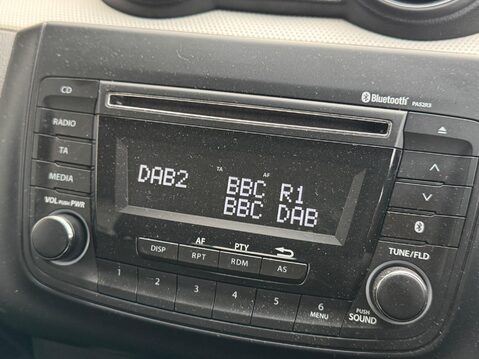 Bluetooth PA52R3
CD
RADIO
TA
MEDIA
VOL PUSH PWR
TA AF
DAB2 BBC R1
BBC DAB
AF PTY
DISP RPT RDM AS
1 2 3 4 5 6
MENU
PUSH
SOUND
TUNE/FLD